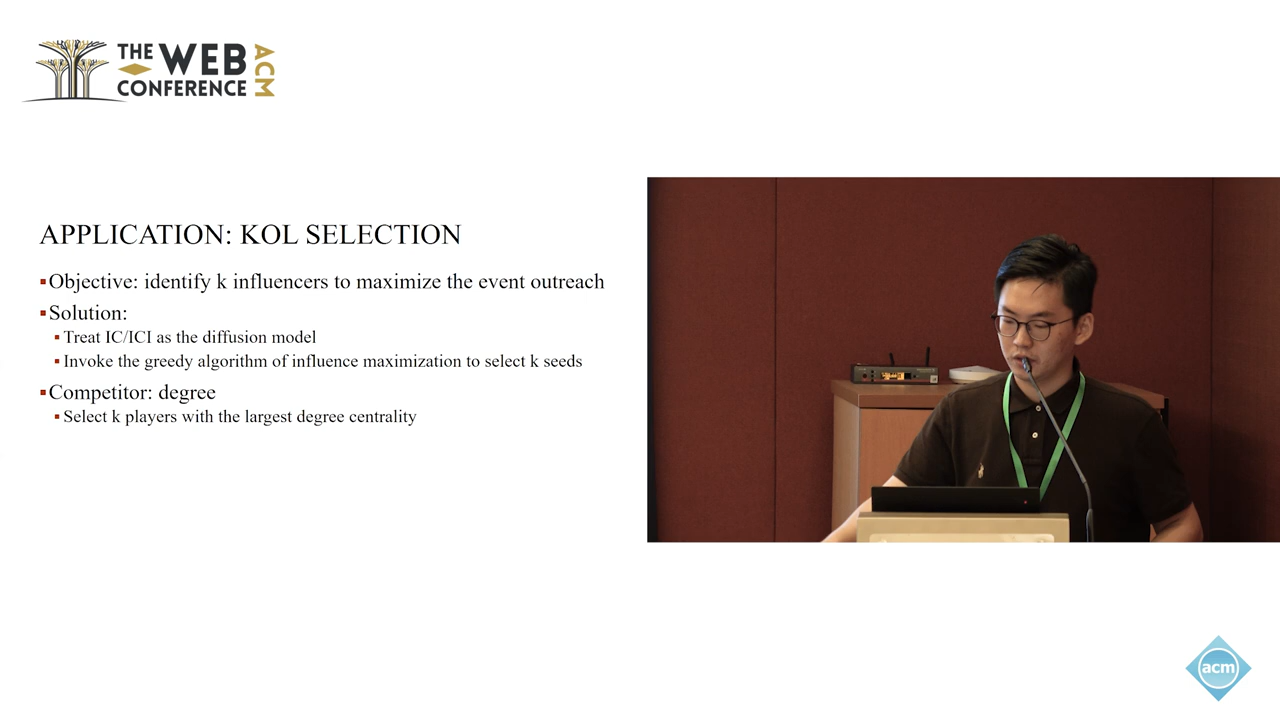 THE WEB
CONFERENCE
ACM
APPLICATION: KOL SELECTION
▪Objective: identify k influencers to maximize the event outreach
▪Solution:
▪Treat IC/ICI as the diffusion model
▪Invoke the greedy algorithm of influence maximization to select k seeds
▪Competitor: degree
▪Select k players with the largest degree centrality
acm